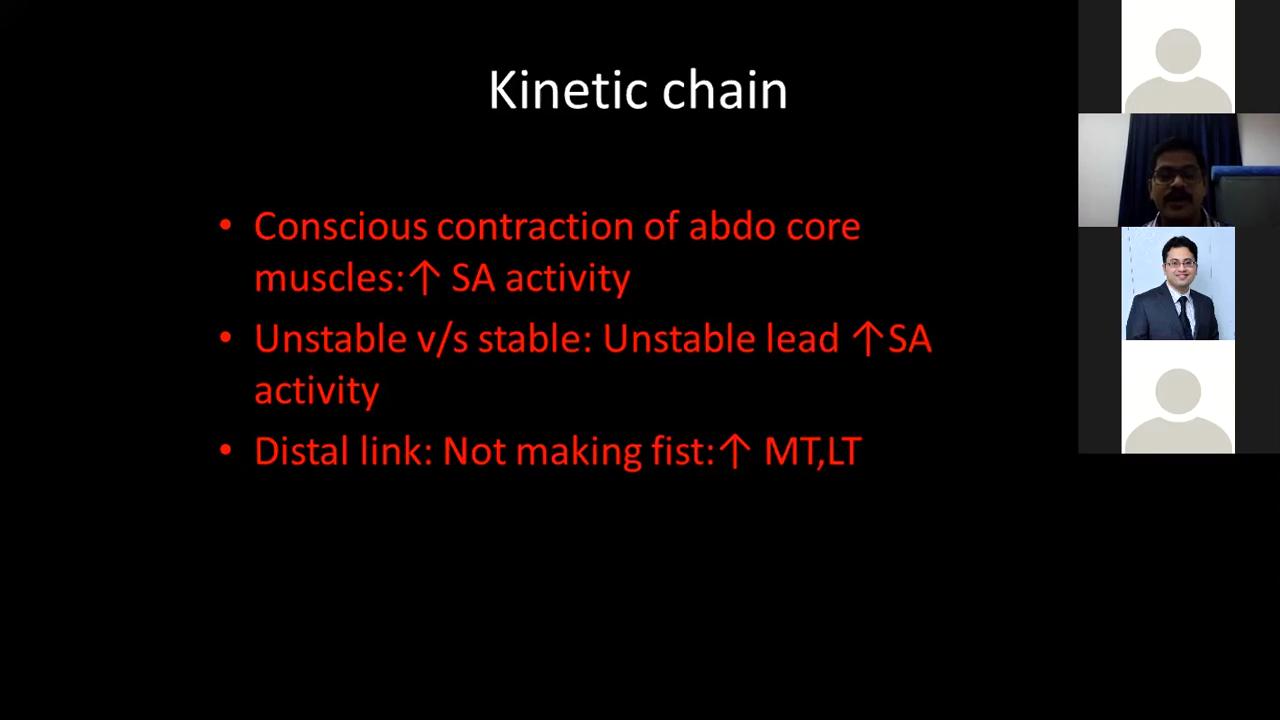 Kinetic chain
• Conscious contraction of abdo core
muscles:↑ SA activity
• Unstable v/s stable: Unstable lead ↑SA
activity
• Distal link: Not making fist:↑ MT,LT